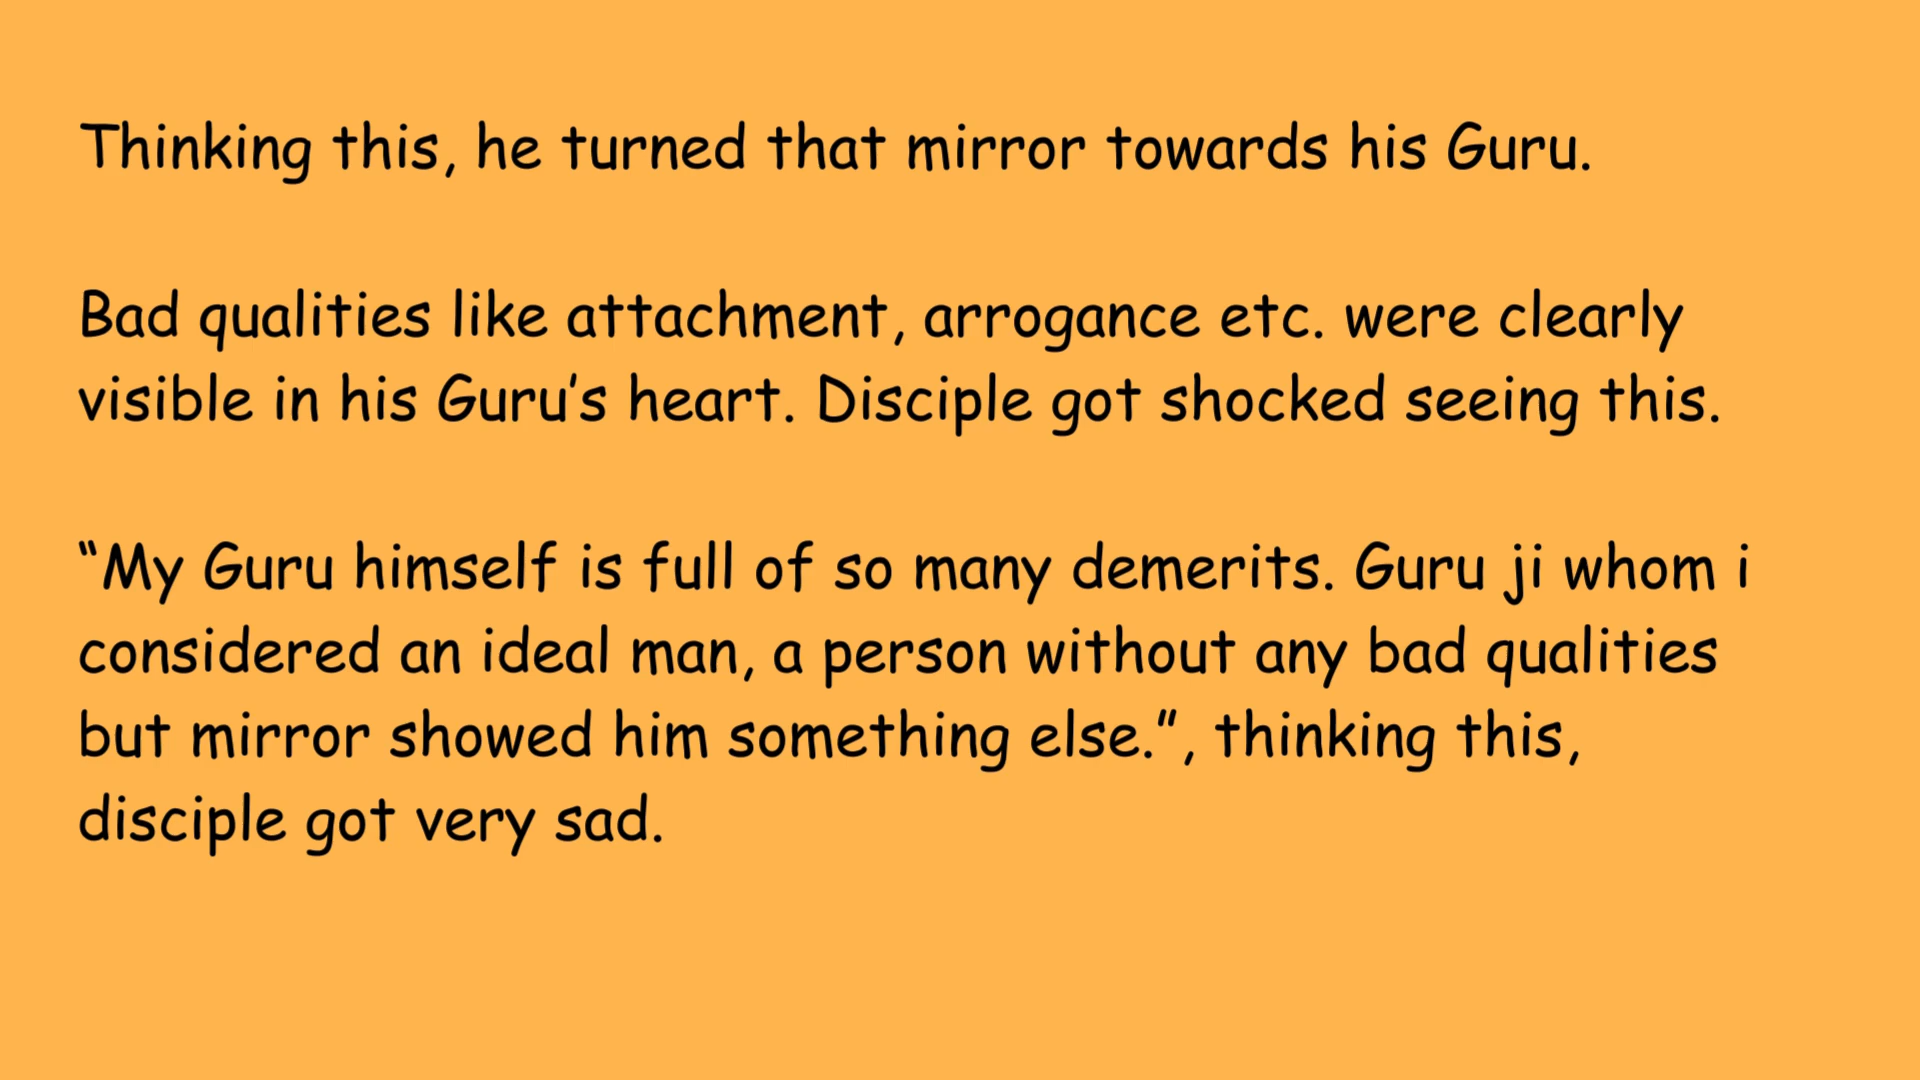 Thinking this, he turned that mirror towards his Guru.
Bad qualities like attachment, arrogance etc. were clearly
visible in his Guru's heart. Disciple got shocked seeing this.
“My Guru himself is full of so many demerits. Guru ji whom i
considered an ideal man, a person without any bad qualities
but mirror showed him something else.”, thinking this,
disciple got very sad.